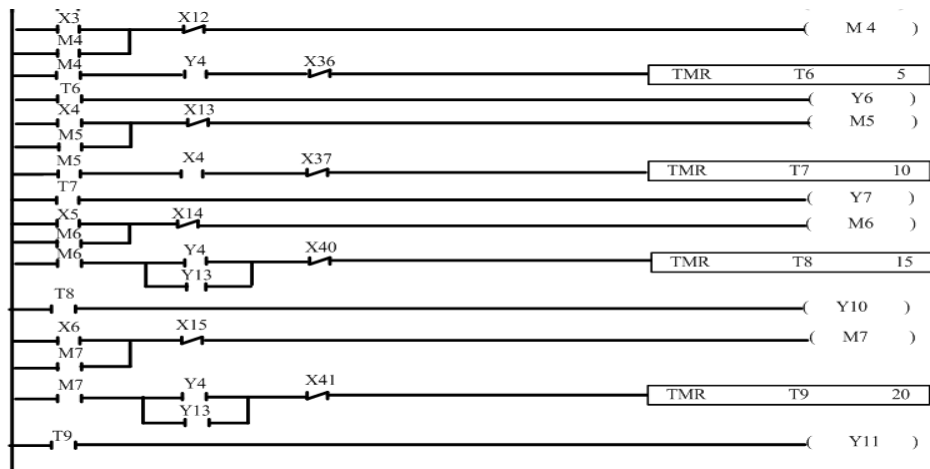 X3 X12
M4 M 4
M4 Y4 X36 TMR T6 5
T6 Y6
X4 X13 M5
M5
M5 X4 X37 TMR T7 10
T7 Y7
X5 X14 M6
M6
M6 Y4 X40 TMR T8 15
Y13
T8 Y10
X6 X15 M7
M7
M7 Y4 X41 TMR T9 20
Y13
T9 Y11